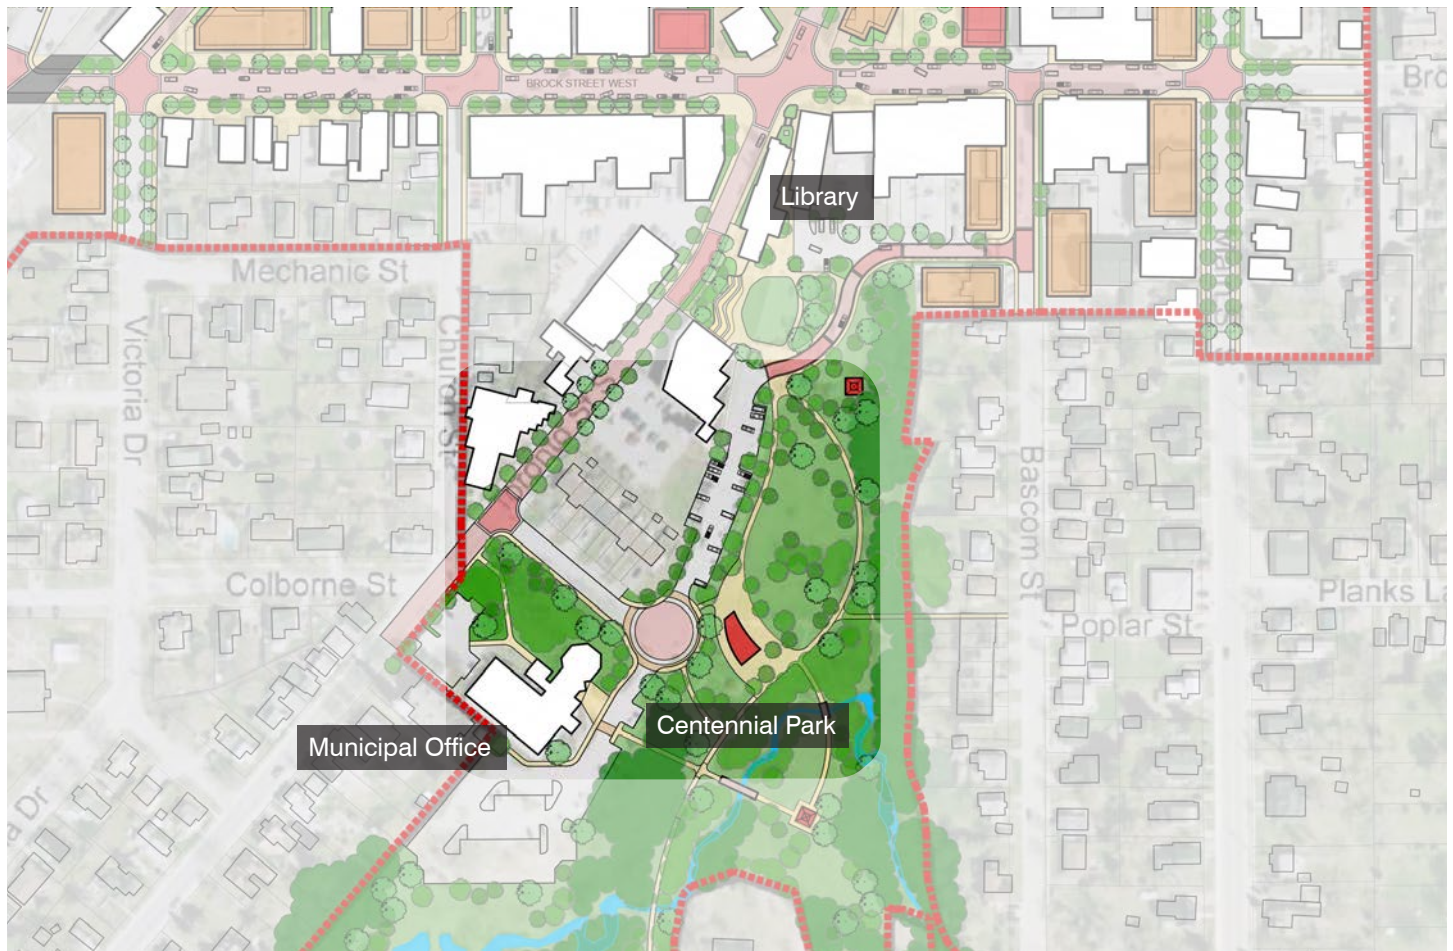 BROCK STREET WEST
Bro
Library
Mechanic St
Victoria Dr
Church St
Colborne St
Bascom St
Planks La
Poplar St
Centennial Park
Municipal Office
a Dr